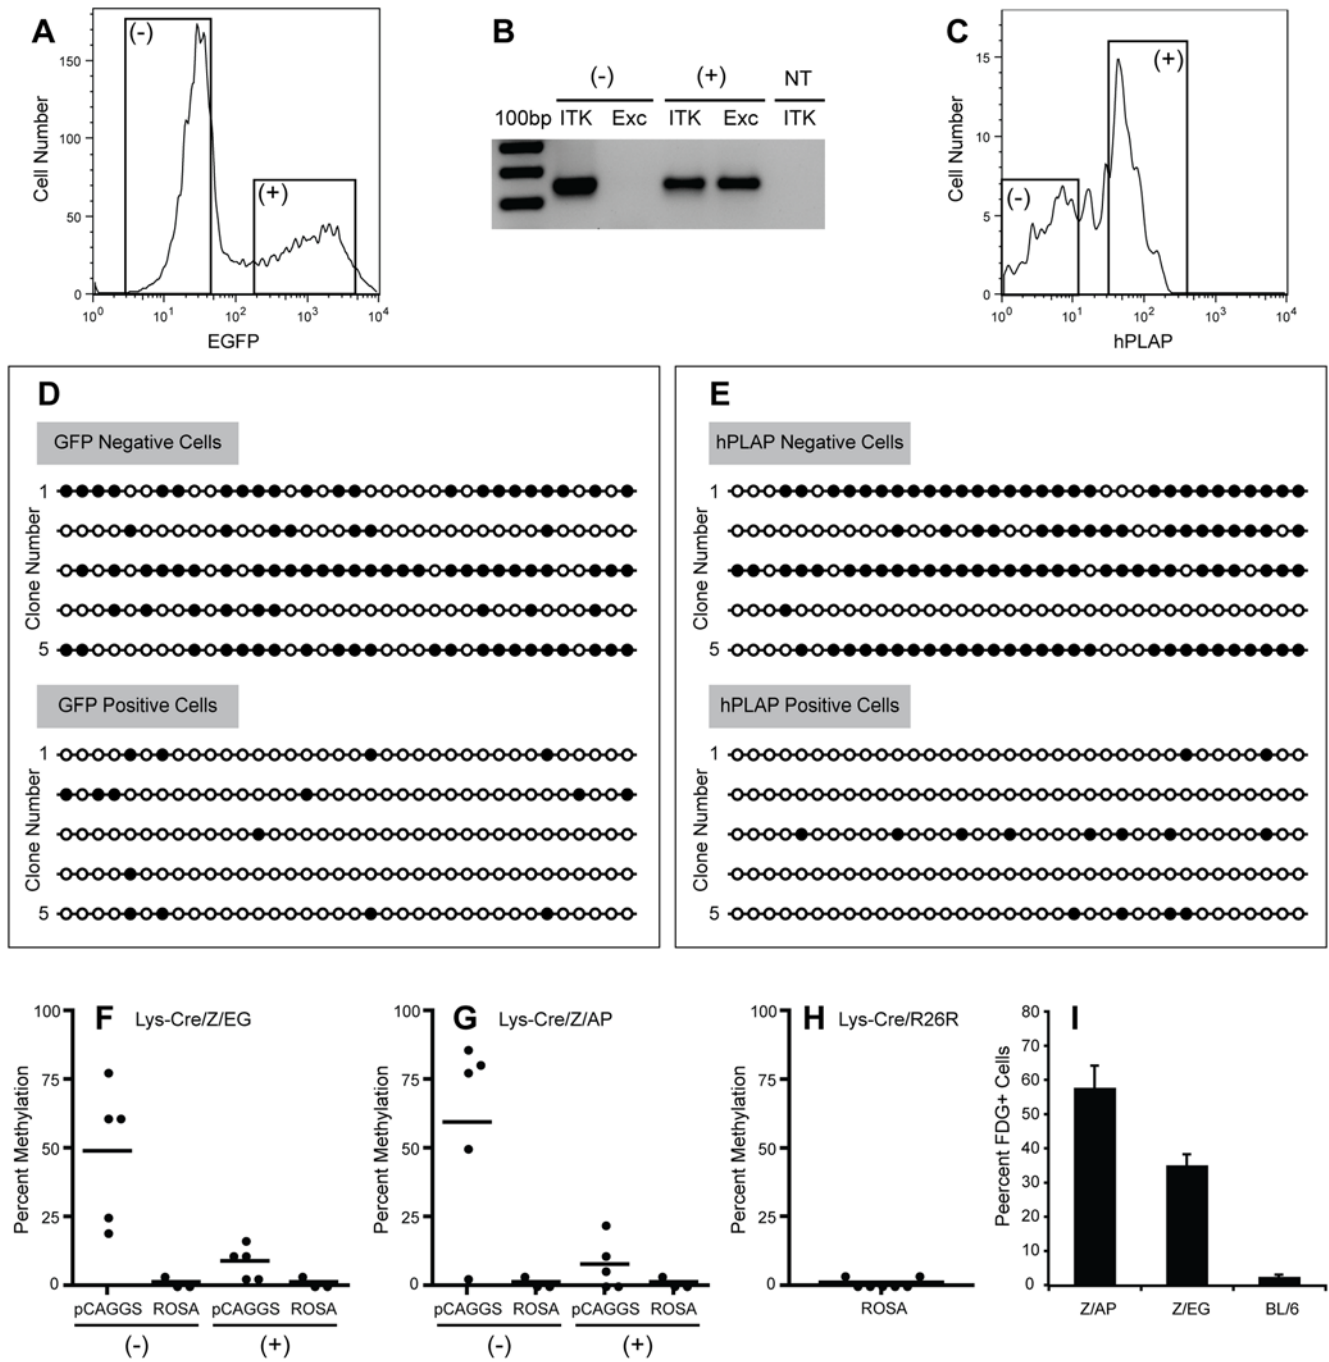 A
(-)
(+)
150
100
50
0
Cell Number
10^0 10^1 10^2 10^3 10^4
EGFP
B
(-) (+) NT
100bp ITK Exc ITK Exc ITK
C
(+)
(-)
15
10
5
0
Cell Number
10^0 10^1 10^2 10^3 10^4
hPLAP
D
GFP Negative Cells
1
Clone Number
5
GFP Positive Cells
1
Clone Number
5
E
hPLAP Negative Cells
1
Clone Number
5
hPLAP Positive Cells
1
Clone Number
5
F Lys-Cre/Z/EG
100
75
50
25
0
Percent Methylation
pCAGGS ROSA pCAGGS ROSA
(-) (+)
G Lys-Cre/Z/AP
100
75
50
25
0
Percent Methylation
pCAGGS ROSA pCAGGS ROSA
(-) (+)
H Lys-Cre/R26R
100
75
50
25
0
Percent Methylation
ROSA
I
80
70
60
50
40
30
20
10
0
Peercent FDG+ Cells
Z/AP Z/EG BL/6